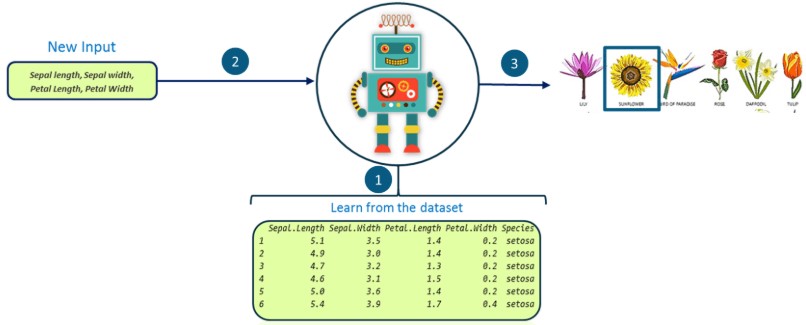 New Input
Sepal length, Sepal width,
Petal Length, Petal Width
2
3
LILY
SUNFLOWER
IRD OF PARADISE
ROSE
DAFFODIL
TULIP
1
Learn from the dataset
Sepal.Length Sepal.Width Petal.Length Petal.Width Species
1 5.1 3.5 1.4 0.2 setosa
2 4.9 3.0 1.4 0.2 setosa
3 4.7 3.2 1.3 0.2 setosa
4 4.6 3.1 1.5 0.2 setosa
5 5.0 3.6 1.4 0.2 setosa
6 5.4 3.9 1.7 0.4 setosa